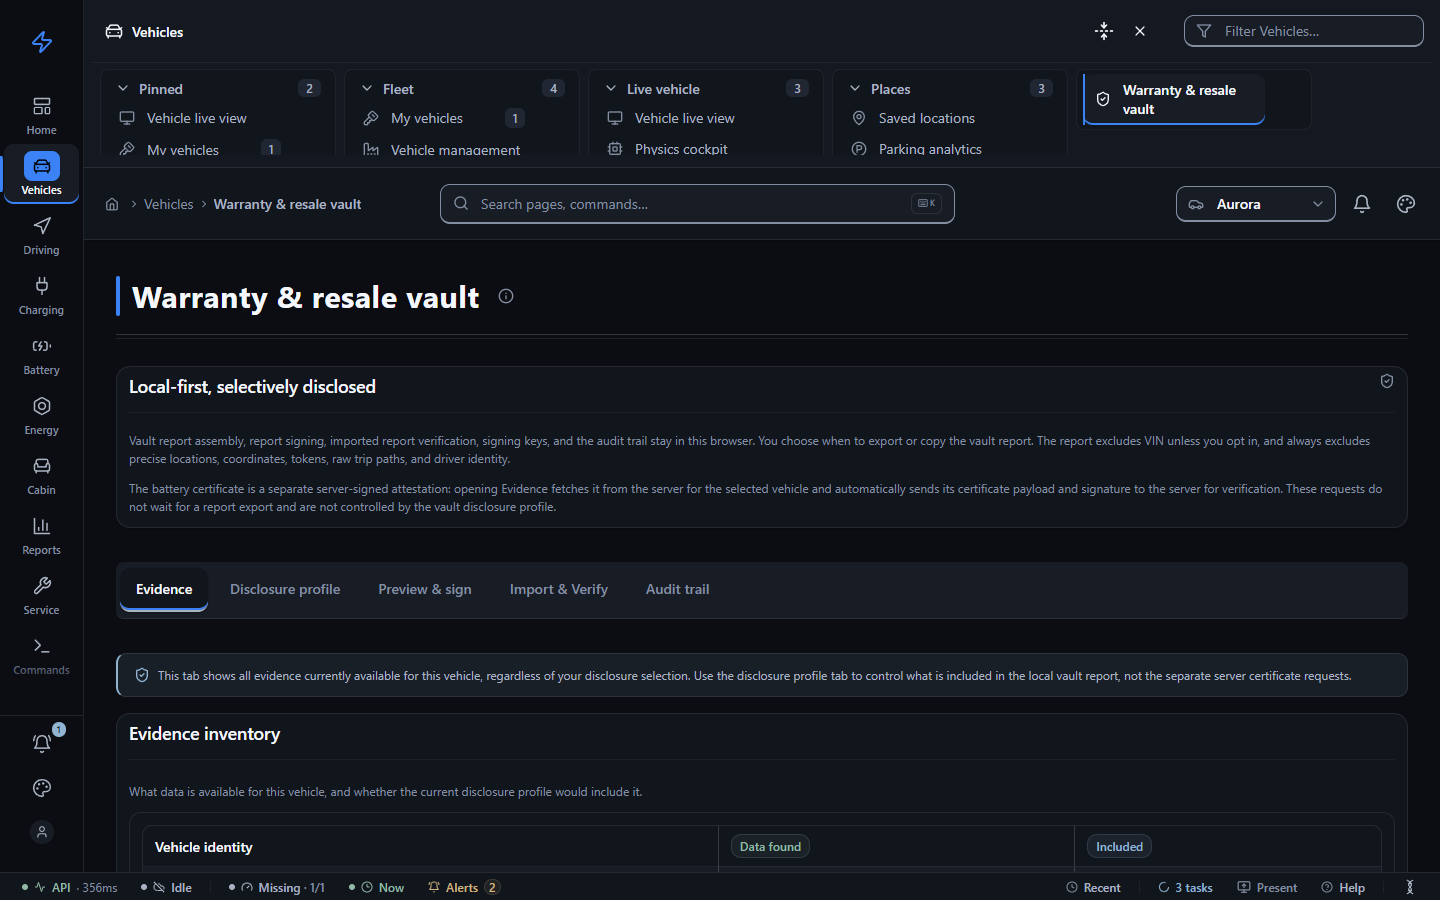 Vehicles
Filter Vehicles...
Pinned 2
Vehicle live view
My vehicles 1
Fleet 4
My vehicles 1
Vehicle management
Live vehicle 3
Vehicle live view
Physics cockpit
Places 3
Saved locations
Parking analytics
Warranty & resale
vault
Home
Vehicles
Driving
Charging
Battery
Energy
Cabin
Reports
Service
Commands
1
Vehicles
Warranty & resale vault
Search pages, commands...
K
Aurora
Warranty & resale vault
Local-first, selectively disclosed
Vault report assembly, report signing, imported report verification, signing keys, and the audit trail stay in this browser. You choose when to export or copy the vault report. The report excludes VIN unless you opt in, and always excludes
precise locations, coordinates, tokens, raw trip paths, and driver identity.
The battery certificate is a separate server-signed attestation: opening Evidence fetches it from the server for the selected vehicle and automatically sends its certificate payload and signature to the server for verification. These requests do
not wait for a report export and are not controlled by the vault disclosure profile.
Evidence
Disclosure profile
Preview & sign
Import & Verify
Audit trail
This tab shows all evidence currently available for this vehicle, regardless of your disclosure selection. Use the disclosure profile tab to control what is included in the local vault report, not the separate server certificate requests.
Evidence inventory
What data is available for this vehicle, and whether the current disclosure profile would include it.
Vehicle identity
Data found
Included
API · 356ms
Idle
Missing · 1/1
Now
Alerts 2
Recent
3 tasks
Present
Help